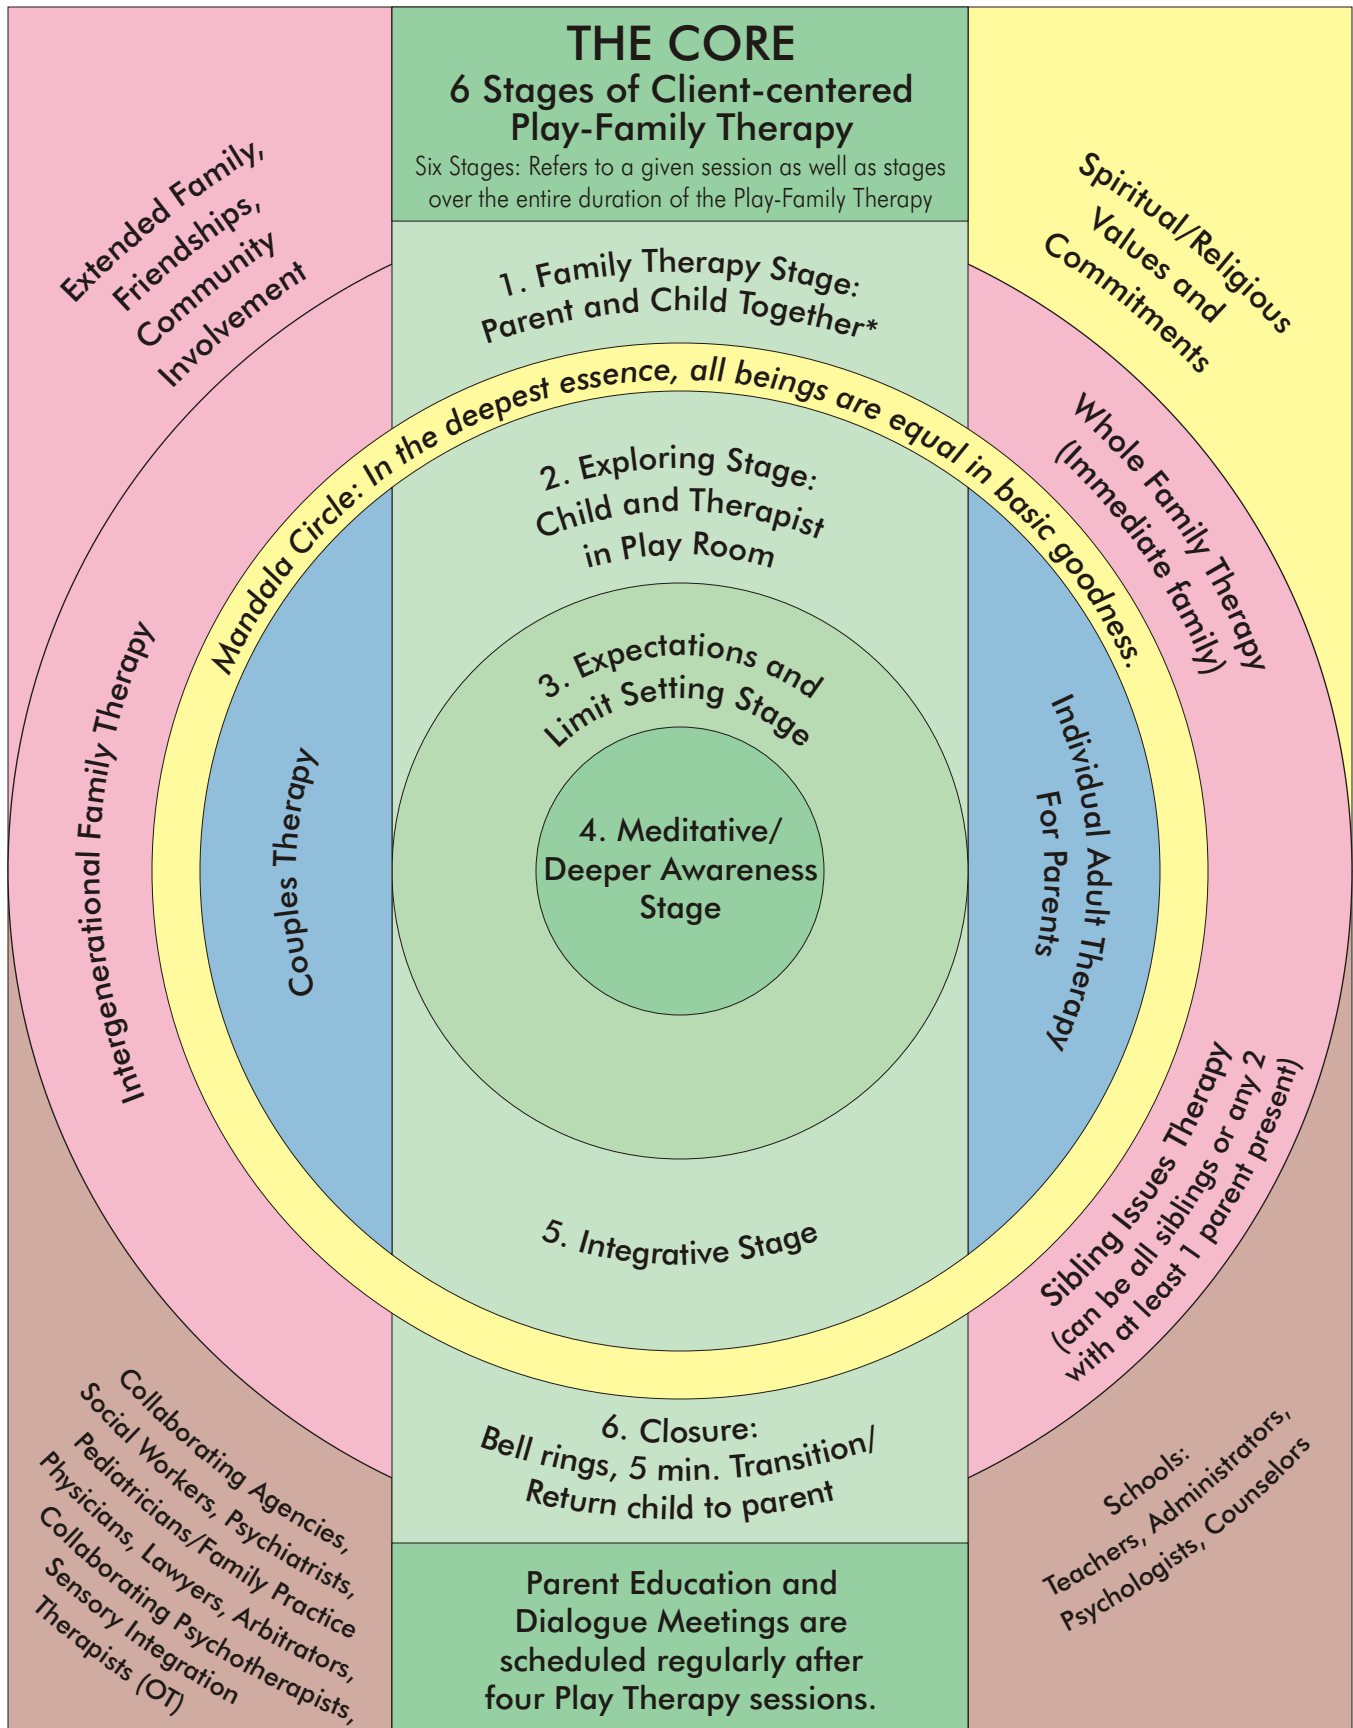 THE CORE
6 Stages of Client-centered
Play-Family Therapy
Six Stages: Refers to a given session as well as stages
over the entire duration of the Play-Family Therapy
Extended Family,
Friendships,
Community
Involvement
Spiritual/Religious
Values and
Commitments
1. Family Therapy Stage:
Parent and Child Together*
Mandala Circle: In the deepest essence, all beings are equal in basic goodness.
Whole Family Therapy
(Immediate family)
2. Exploring Stage:
Child and Therapist
in Play Room
3. Expectations and
Limit Setting Stage
4. Meditative/
Deeper Awareness
Stage
Intergenerational Family Therapy
Couples Therapy
Individual Adult Therapy
For Parents
5. Integrative Stage
Sibling Issues Therapy
(can be all siblings or any 2
with at least 1 parent present)
6. Closure:
Bell rings, 5 min. Transition/
Return child to parent
Collaborating Agencies,
Social Workers, Psychiatrists,
Pediatricians/Family Practice
Physicians, Lawyers, Arbitrators,
Collaborating Psychotherapists,
Sensory Integration
Therapists (OT)
Schools:
Teachers, Administrators,
Psychologists, Counselors
Parent Education and
Dialogue Meetings are
scheduled regularly after
four Play Therapy sessions.